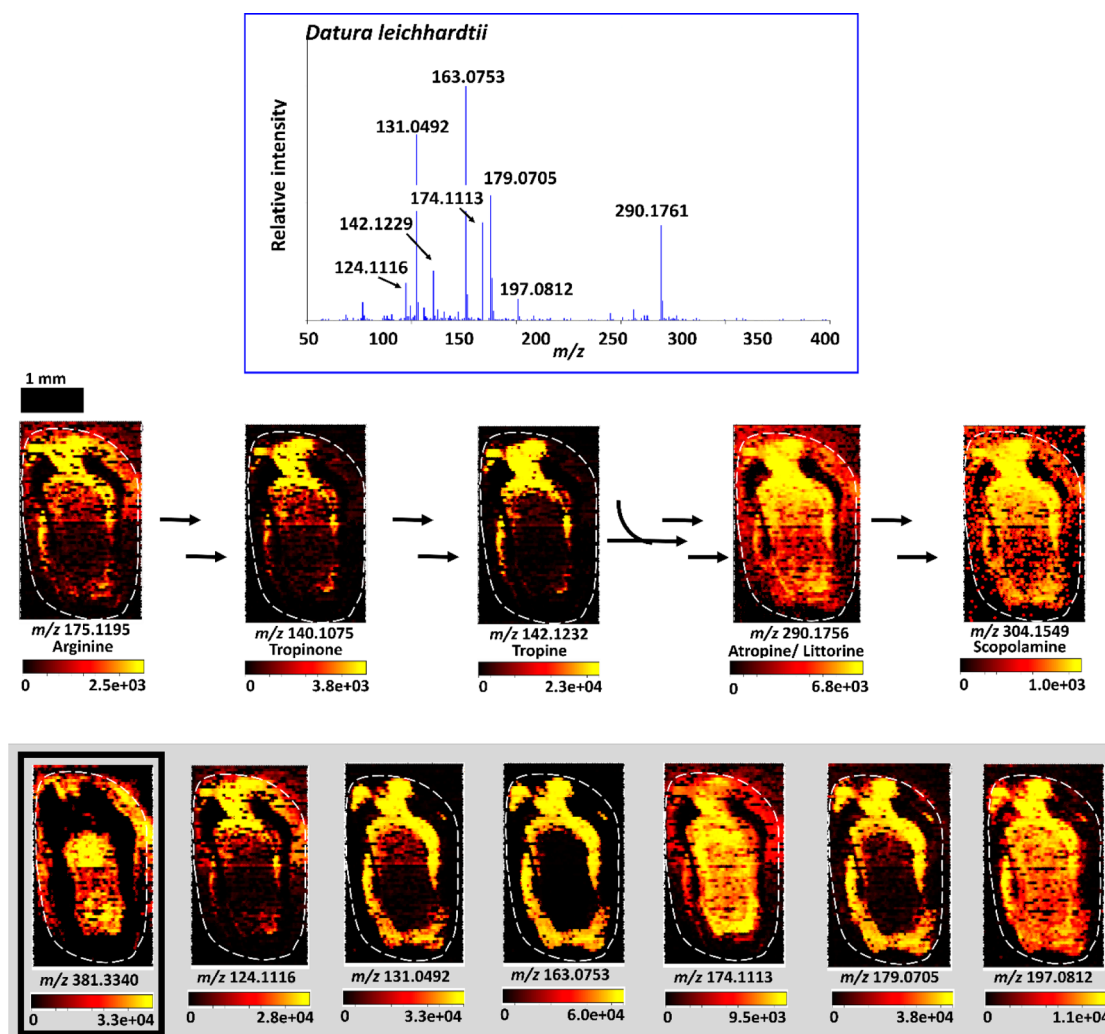 Datura leichhardtii
Relative intensity
163.0753
131.0492
179.0705
174.1113
290.1761
142.1229
124.1116
197.0812
50 100 150 200 250 300 350 400
m/z
1 mm
m/z 175.1195
Arginine
0 2.5e+03
m/z 140.1075
Tropinone
0 3.8e+03
m/z 142.1232
Tropine
0 2.3e+04
m/z 290.1756
Atropine/ Littorine
0 6.8e+03
m/z 304.1549
Scopolamine
0 1.0e+03
m/z 381.3340
0 3.3e+04
m/z 124.1116
0 2.8e+04
m/z 131.0492
0 3.3e+04
m/z 163.0753
0 6.0e+04
m/z 174.1113
0 9.5e+03
m/z 179.0705
0 3.8e+04
m/z 197.0812
0 1.1e+04